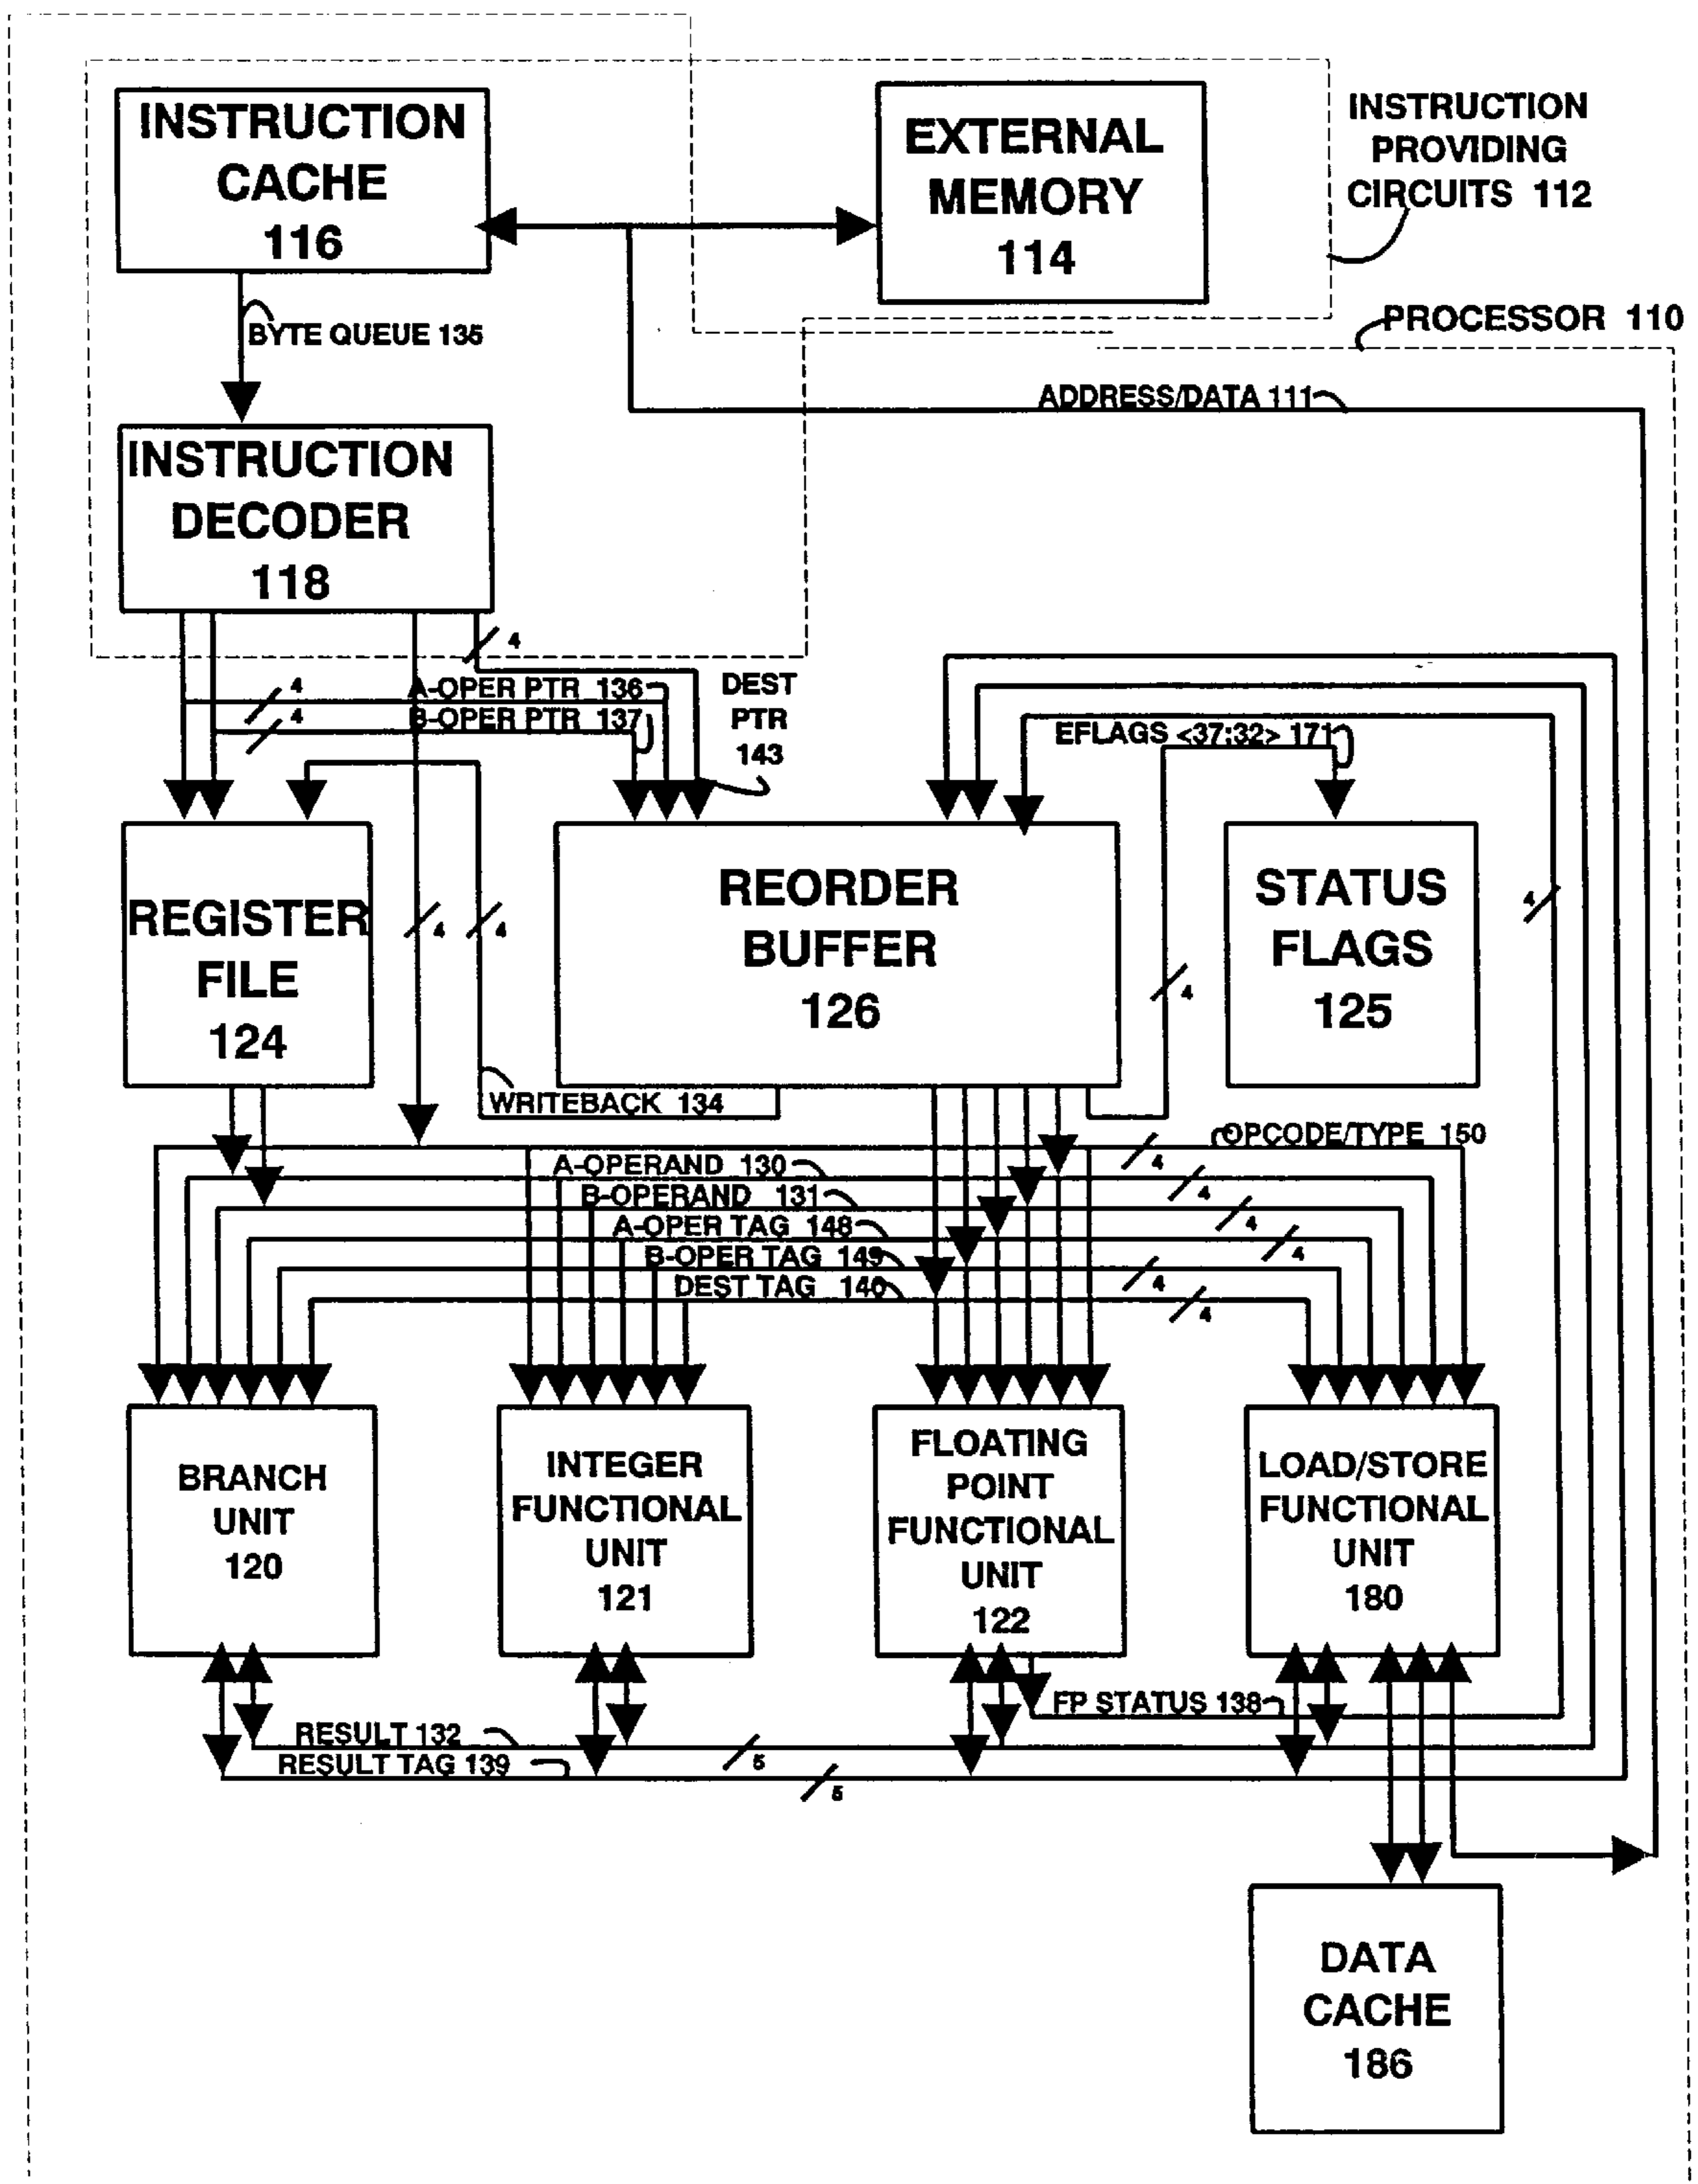 INSTRUCTION
CACHE
116
EXTERNAL
MEMORY
114
INSTRUCTION
PROVIDING
CIRCUITS 112
BYTE QUEUE 135
PROCESSOR 110
ADDRESS/DATA 111
INSTRUCTION
DECODER
118
4
4
A-OPER PTR 136
4
B-OPER PTR 137
DEST
PTR
143
EFLAGS <37;32> 171
REGISTER
FILE
124
4
4
REORDER
BUFFER
126
4
STATUS
FLAGS
125
4
WRITEBACK 134
OPCODE/TYPE 150
4
A-OPERAND 130
4
B-OPERAND 131
4
A-OPER TAG 148
4
B-OPER TAG 149
4
DEST TAG 140
4
BRANCH
UNIT
120
INTEGER
FUNCTIONAL
UNIT
121
FLOATING
POINT
FUNCTIONAL
UNIT
122
LOAD/STORE
FUNCTIONAL
UNIT
180
FP STATUS 138
RESULT 132
5
RESULT TAG 139
5
DATA
CACHE
186